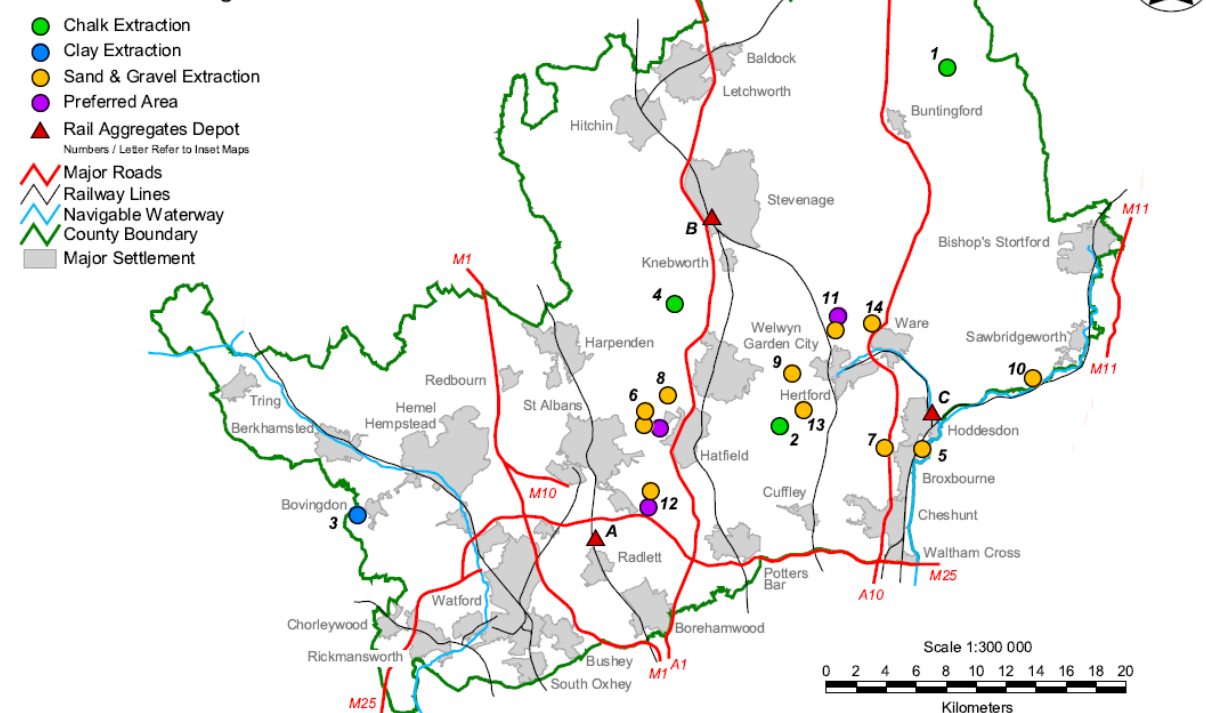 Chalk Extraction
Clay Extraction
Sand & Gravel Extraction
Preferred Area
Rail Aggregates Depot
Numbers / Letter Refer to Inset Maps
Major Roads
Railway Lines
Navigable Waterway
County Boundary
Major Settlement
1
Baldock
Letchworth
Buntingford
Hitchin
Stevenage
M11
B
Bishop's Stortford
Knebworth
M1
4
11
14
Welwyn
Garden City
Ware
Sawbridgeworth
Harpenden
M11
9
10
Redbourn
8
6
Hertford
C
Tring
St Albans
Hemel
Hempstead
13
Berkhamsted
2
Hoddesdon
7
5
Hatfield
Broxbourne
M10
Cuffley
Bovingdon
3
12
Cheshunt
A
Radlett
Waltham Cross
Potters
Bar
M25
A10
Watford
Chorleywood
Borehamwood
Rickmansworth
Bushey
M1
A1
South Oxhey
M25
Scale 1:300 000
0 2 4 6 8 10 12 14 16 18 20
Kilometers